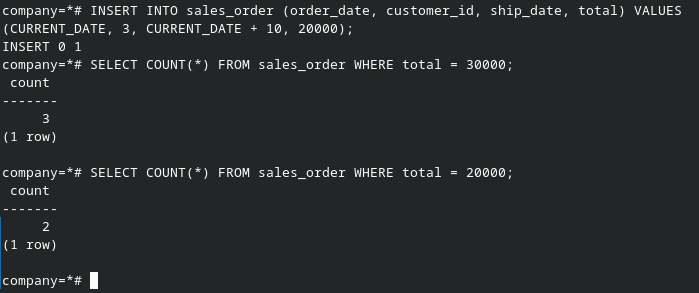 company=*# INSERT INTO sales_order (order_date, customer_id, ship_date, total) VALUES
(CURRENT_DATE, 3, CURRENT_DATE + 10, 20000);
INSERT 0 1
company=*# SELECT COUNT(*) FROM sales_order WHERE total = 30000;
 count
-------
     3
(1 row)

company=*# SELECT COUNT(*) FROM sales_order WHERE total = 20000;
 count
-------
     2
(1 row)

company=*#